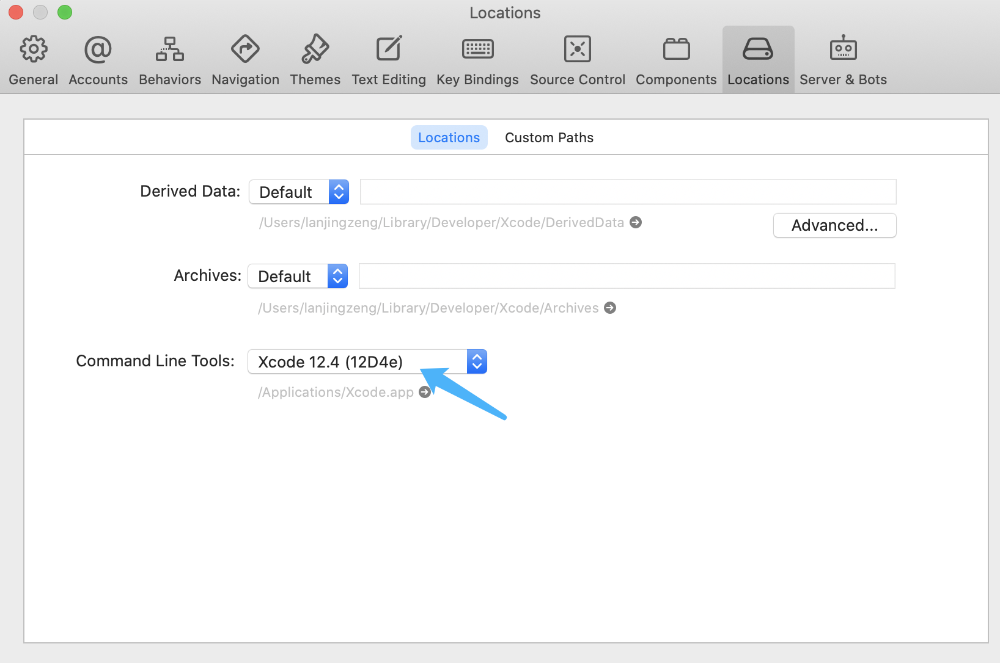 Locations
General Accounts Behaviors Navigation Themes Text Editing Key Bindings Source Control Components Locations Server & Bots
Locations Custom Paths
Derived Data: Default
/Users/lanjingzeng/Library/Developer/Xcode/DerivedData
Advanced...
Archives: Default
/Users/lanjingzeng/Library/Developer/Xcode/Archives
Command Line Tools: Xcode 12.4 (12D4e)
/Applications/Xcode.app